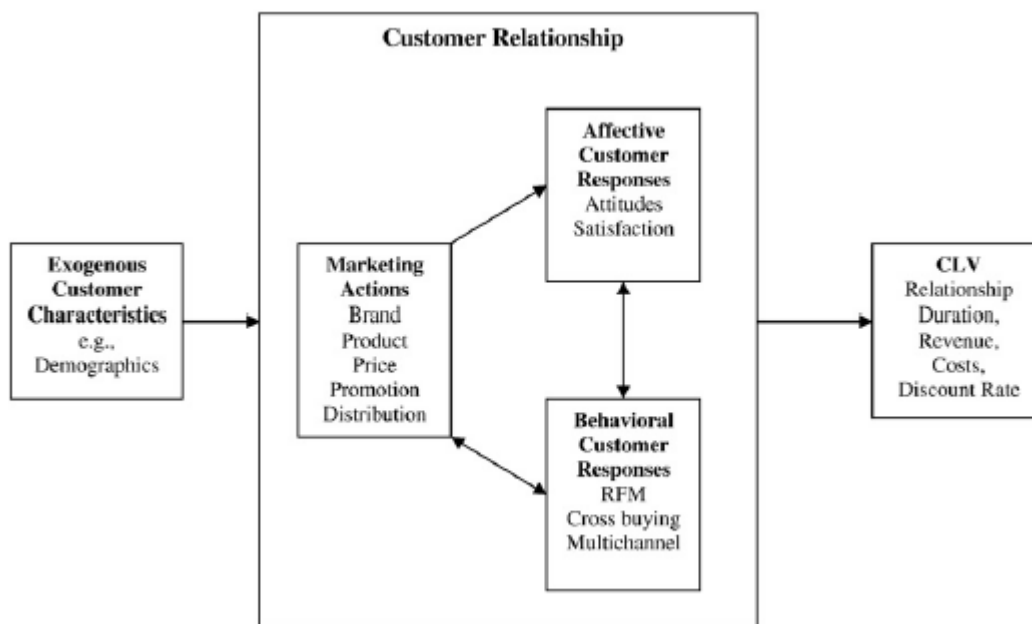 Customer Relationship
Exogenous
Customer
Characteristics
e.g.,
Demographics
Marketing
Actions
Brand
Product
Price
Promotion
Distribution
Affective
Customer
Responses
Attitudes
Satisfaction
Behavioral
Customer
Responses
RFM
Cross buying
Multichannel
CLV
Relationship
Duration,
Revenue,
Costs,
Discount Rate